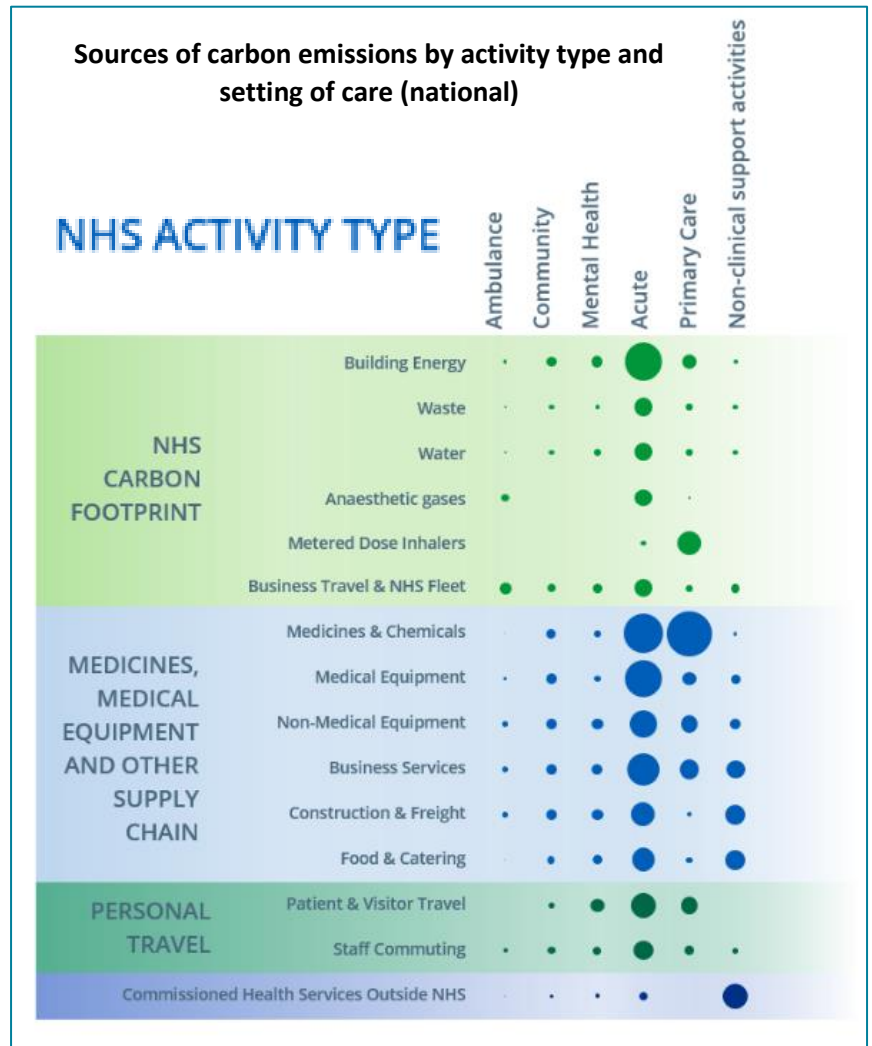 Sources of carbon emissions by activity type and
setting of care (national)
NHS ACTIVITY TYPE
Ambulance
Community
Mental Health
Acute
Primary Care
Non-clinical support activities
NHS
CARBON
FOOTPRINT
Building Energy
Waste
Water
Anaesthetic gases
Metered Dose Inhalers
Business Travel & NHS Fleet
MEDICINES,
MEDICAL
EQUIPMENT
AND OTHER
SUPPLY
CHAIN
Medicines & Chemicals
Medical Equipment
Non-Medical Equipment
Business Services
Construction & Freight
Food & Catering
PERSONAL
TRAVEL
Patient & Visitor Travel
Staff Commuting
Commissioned Health Services Outside NHS